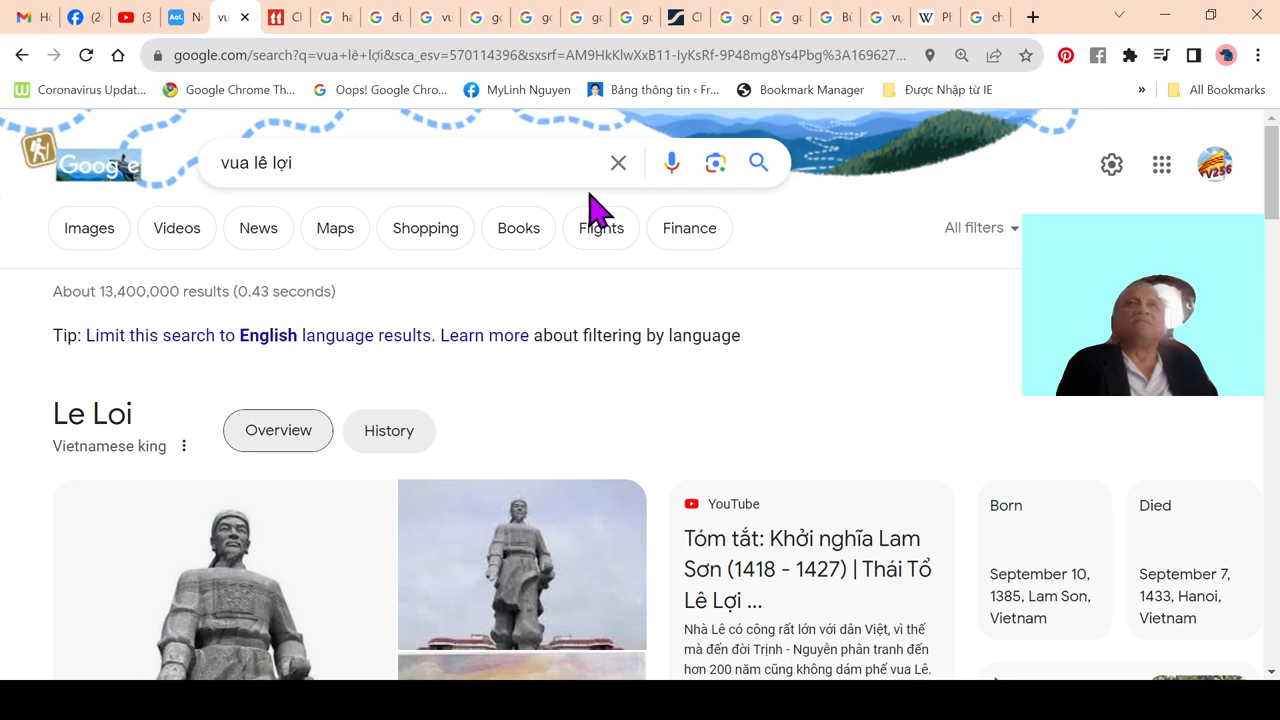 (2
(3
Aol.
vu
google.com/search?q=vua+lê+lợi&sca_esv=570114396&sxsrf=AM9HkKlwXxB11-IyKsRf-9P48mg8Ys4Pbg%3A169627...
Coronavirus Updat...
Google Chrome Th...
Oops! Google Chro...
MyLinh Nguyen
Bảng thông tin ‹ Fr...
Bookmark Manager
Được Nhập từ IE
»
All Bookmarks
Google
vua lê lợi
V256
Images
Videos
News
Maps
Shopping
Books
Flights
Finance
All filters
About 13,400,000 results (0.43 seconds)
Tip: Limit this search to English language results. Learn more about filtering by language
Le Loi
Vietnamese king
Overview
History
YouTube
Tóm tắt: Khởi nghĩa Lam
Sơn (1418 - 1427) | Thái Tổ
Lê Lợi ...
Nhà Lê có công rất lớn với dân Việt, vì thế
mà đến đời Trịnh - Nguyễn phân tranh đến
hơn 200 năm cũng không dám phế vua Lê.
Born
September 10,
1385, Lam Son,
Vietnam
Died
September 7,
1433, Hanoi,
Vietnam